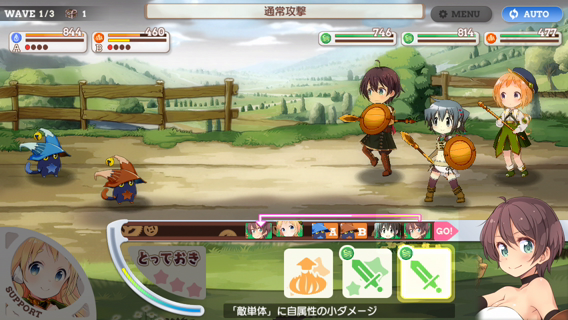 WAVE 1/3 1
通常攻撃
MENU
AUTO
844
460
746
814
477
A
B
A B
GO!
とっておき
SUPPORT
「敵単体」に自属性の小ダメージ